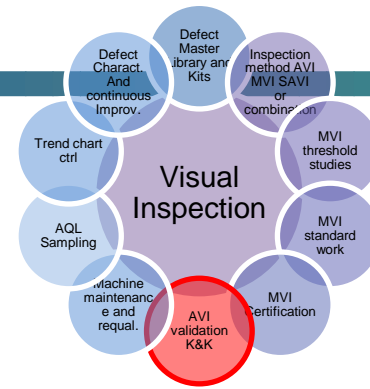 Defect
Master
Library and
Kits
Inspection
method AVI
MVI SAVI
or
combination
MVI
threshold
studies
MVI
standard
work
MVI
Certification
AVI
validation
K&K
Machine
maintenanc
e and
requal.
AQL
Sampling
Trend chart
ctrl
Defect
Charact.
And
continuous
Improv.
Visual
Inspection